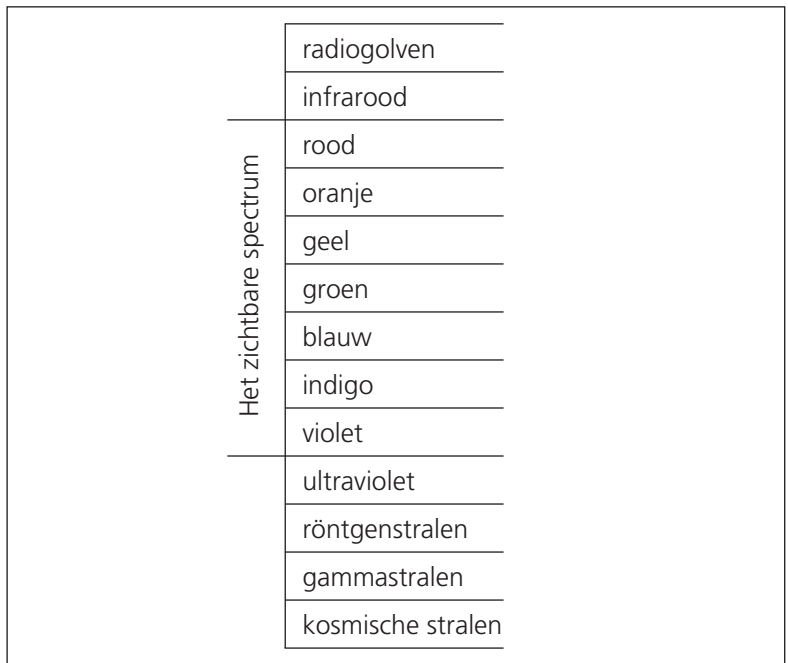 radiogolven
infrarood
Het zichtbare spectrum
rood
oranje
geel
groen
blauw
indigo
violet
ultraviolet
röntgenstralen
gammastralen
kosmische stralen